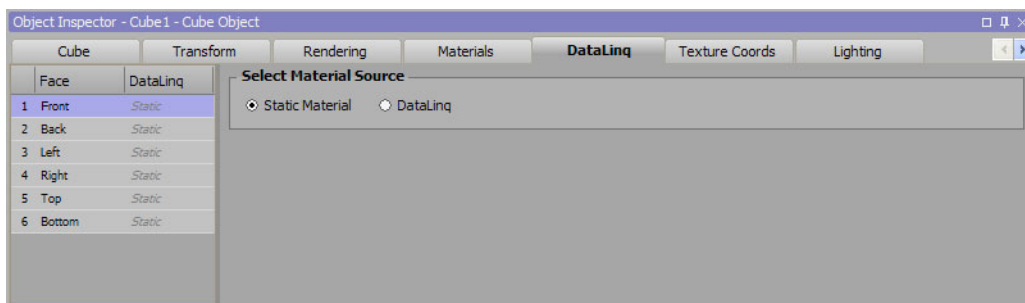 Object Inspector - Cube1 - Cube Object
Cube Transform Rendering Materials DataLinq Texture Coords Lighting
Face DataLinq
1 Front Static
2 Back Static
3 Left Static
4 Right Static
5 Top Static
6 Bottom Static
Select Material Source
Static Material DataLinq